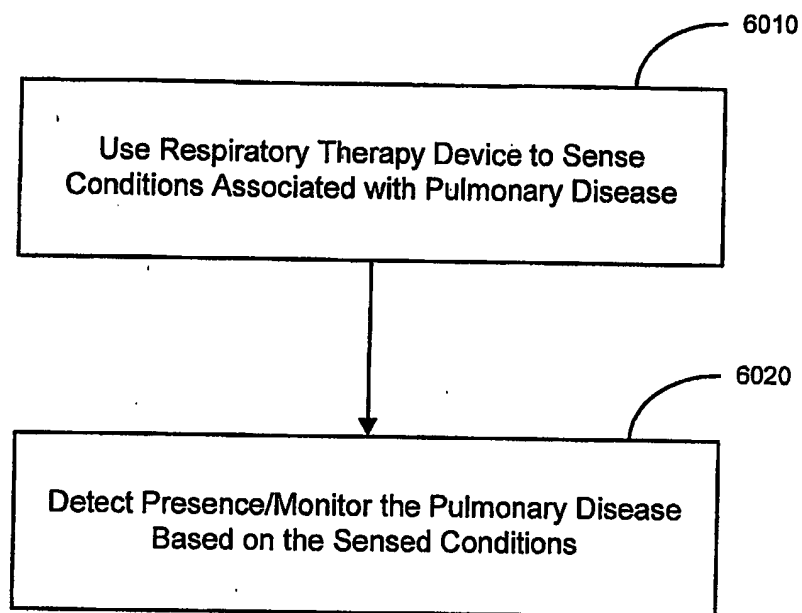 6010
Use Respiratory Therapy Device to Sense
Conditions Associated with Pulmonary Disease
6020
Detect Presence/Monitor the Pulmonary Disease
Based on the Sensed Conditions